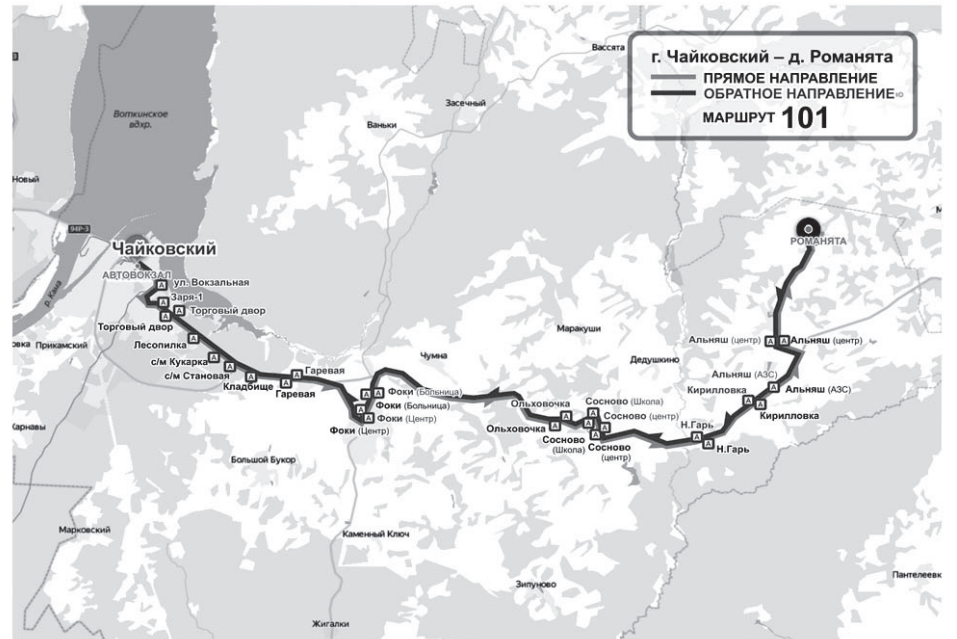 г. Чайковский – д. Романята
ПРЯМОЕ НАПРАВЛЕНИЕ
ОБРАТНОЕ НАПРАВЛЕНИЕ
МАРШРУТ 101
Вассята
Засечный
Воткинское
вдхр.
Ваньки
Новый
94Р-3
Чайковский
РОМАНЯТА
АВТОВОКЗАЛ
ул. Вокзальная
р. Кама
Заря-1
Торговый двор
Торговый двор
Прикамский
Лесопилка
с/м Кукарка
с/м Становая
Кладбище
Гаревая
Гаревая
Чумна
Маракуши
Дедушкино
Альняш (центр)
Альняш (центр)
Альняш (АЗС)
Альняш (АЗС)
Кирилловка
Кирилловка
Фоки (Больница)
Фоки (Больница)
Фоки (Центр)
Фоки (Центр)
Ольховочка
Ольховочка
Сосново (Школа)
Сосново (центр)
Сосново
(Школа)
Сосново
(центр)
Н.Гарь
Н.Гарь
Большой Букор
Марковский
Каменный Ключ
Зипуново
Жигалки